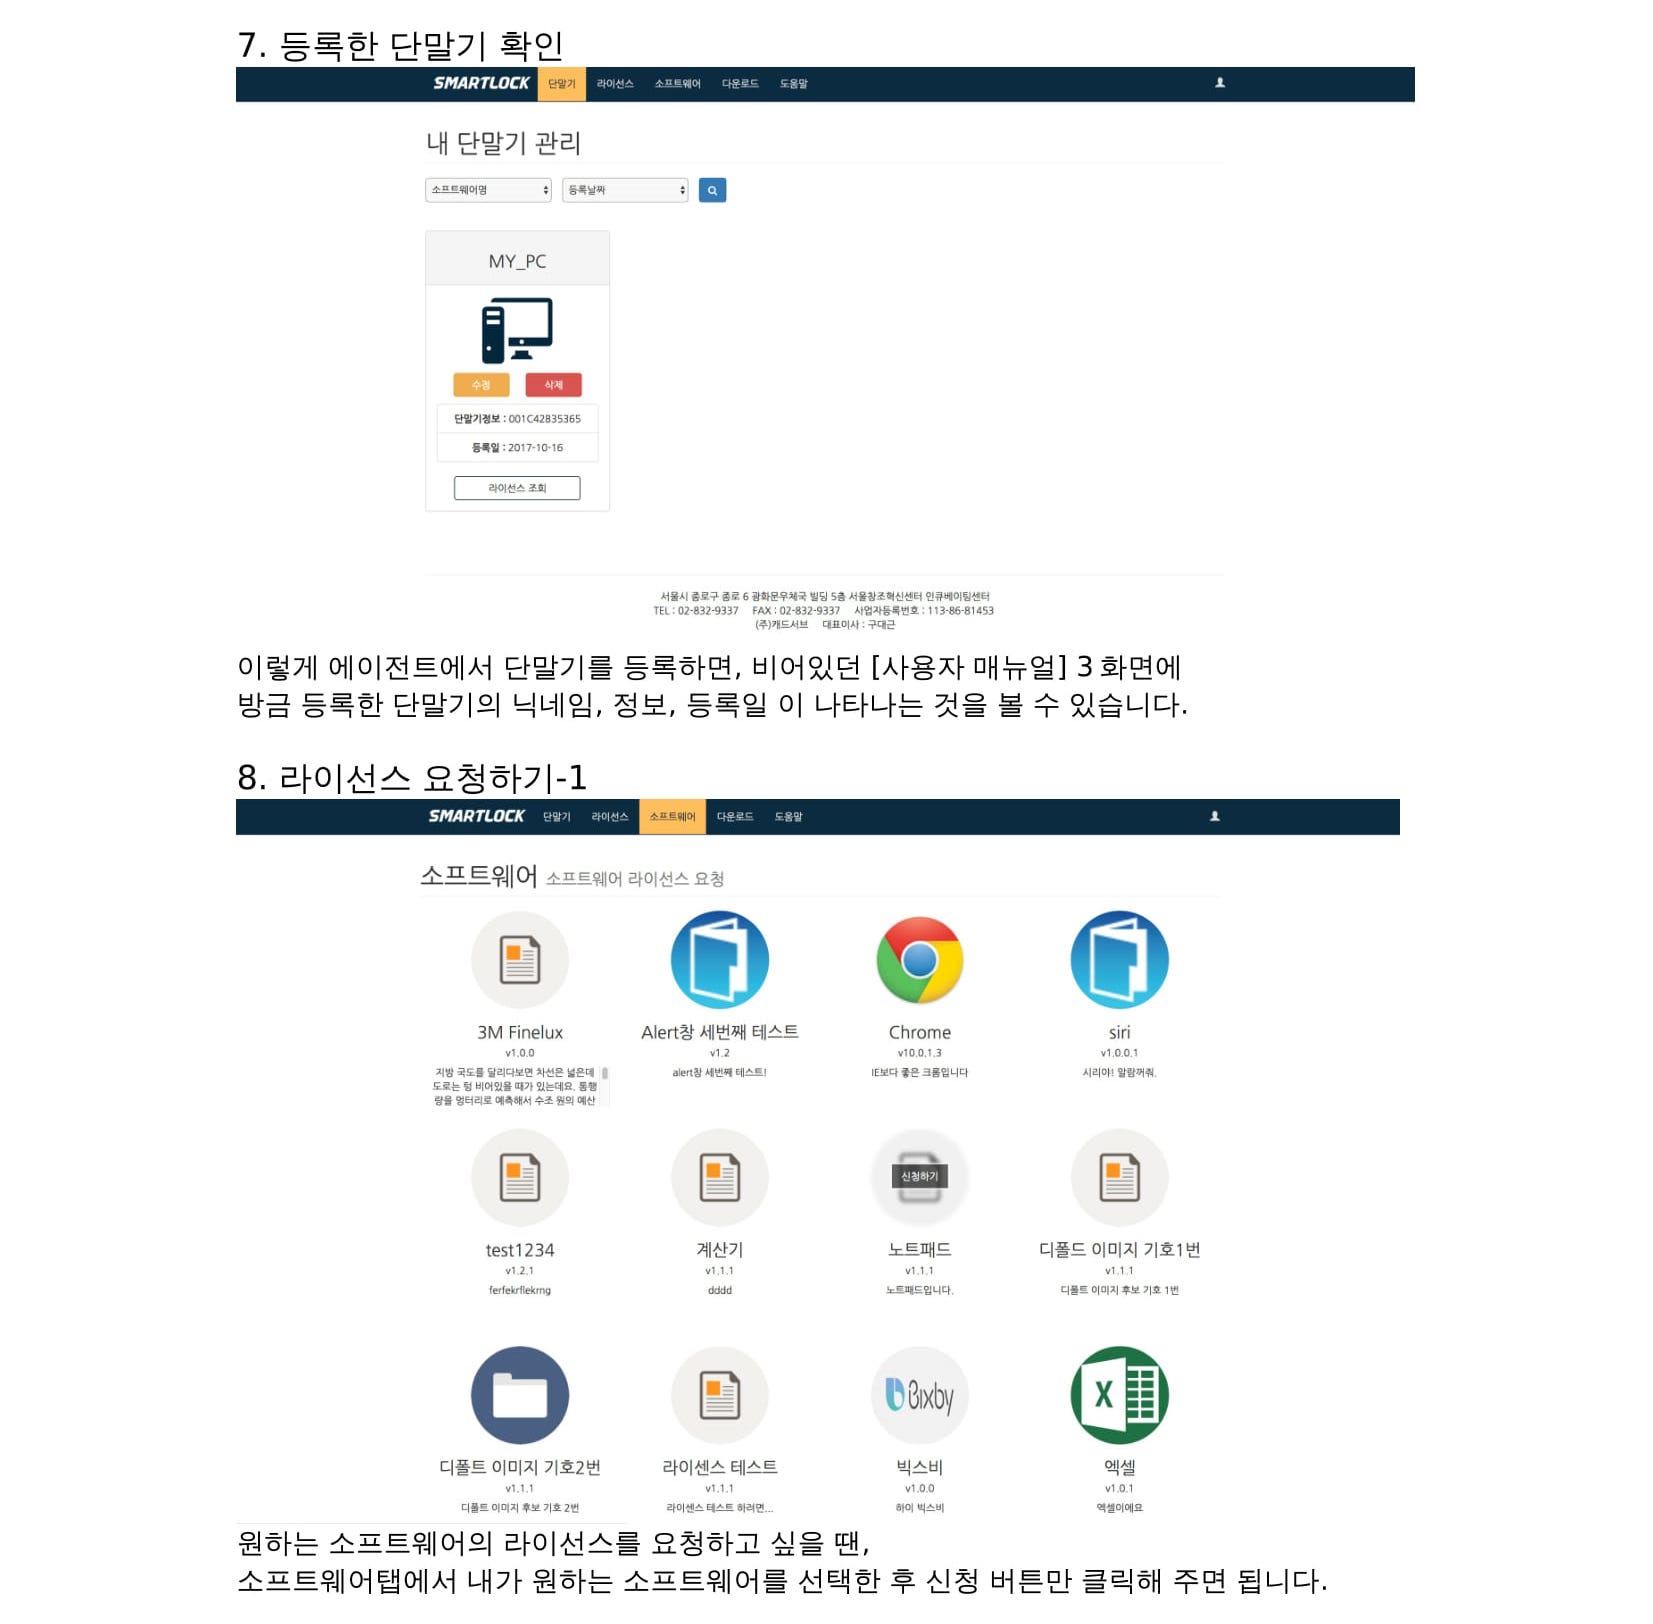 7. 등록한 단말기 확인
SMARTLOCK 단말기 라이선스 소프트웨어 다운로드 도움말
내 단말기 관리
소프트웨어명 등록날짜
MY_PC
수정 삭제
단말기정보 : 001C42835365
등록일 : 2017-10-16
라이선스 조회
서울시 종로구 종로 6 광화문우체국 빌딩 5층 서울창조혁신센터 인큐베이팅센터
TEL : 02-832-9337 FAX : 02-832-9337 사업자등록번호 : 113-86-81453
(주)캐드서브 대표이사 : 구대근
이렇게 에이전트에서 단말기를 등록하면, 비어있던 [사용자 매뉴얼] 3 화면에
방금 등록한 단말기의 닉네임, 정보, 등록일 이 나타나는 것을 볼 수 있습니다.
8. 라이선스 요청하기-1
SMARTLOCK 단말기 라이선스 소프트웨어 다운로드 도움말
소프트웨어 소프트웨어 라이선스 요청
3M Finelux Alert창 세번째 테스트 Chrome siri
v1.0.0 v1.2 v10.0.1.3 v1.0.0.1
지방 국도를 달리다보면 차선은 넓은데 alert창 세번째 테스트! IE보다 좋은 크롬입니다 시리야! 알람꺼줘.
도로는 텅 비어있을 때가 있는데요. 통행
량을 엉터리로 예측해서 수조 원의 예산
신청하기
test1234 계산기 노트패드 디폴드 이미지 기호1번
v1.2.1 v1.1.1 v1.1.1 v1.1.1
ferfekrflekrng dddd 노트패드입니다. 디폴트 이미지 후보 기호 1번
Bixby
디폴트 이미지 기호2번 라이센스 테스트 빅스비 엑셀
v1.1.1 v1.1.1 v1.0.0 v1.0.1
디폴트 이미지 후보 기호 2번 라이센스 테스트 하려면... 하이 빅스비 엑셀이에요
원하는 소프트웨어의 라이선스를 요청하고 싶을 땐,
소프트웨어탭에서 내가 원하는 소프트웨어를 선택한 후 신청 버튼만 클릭해 주면 됩니다.